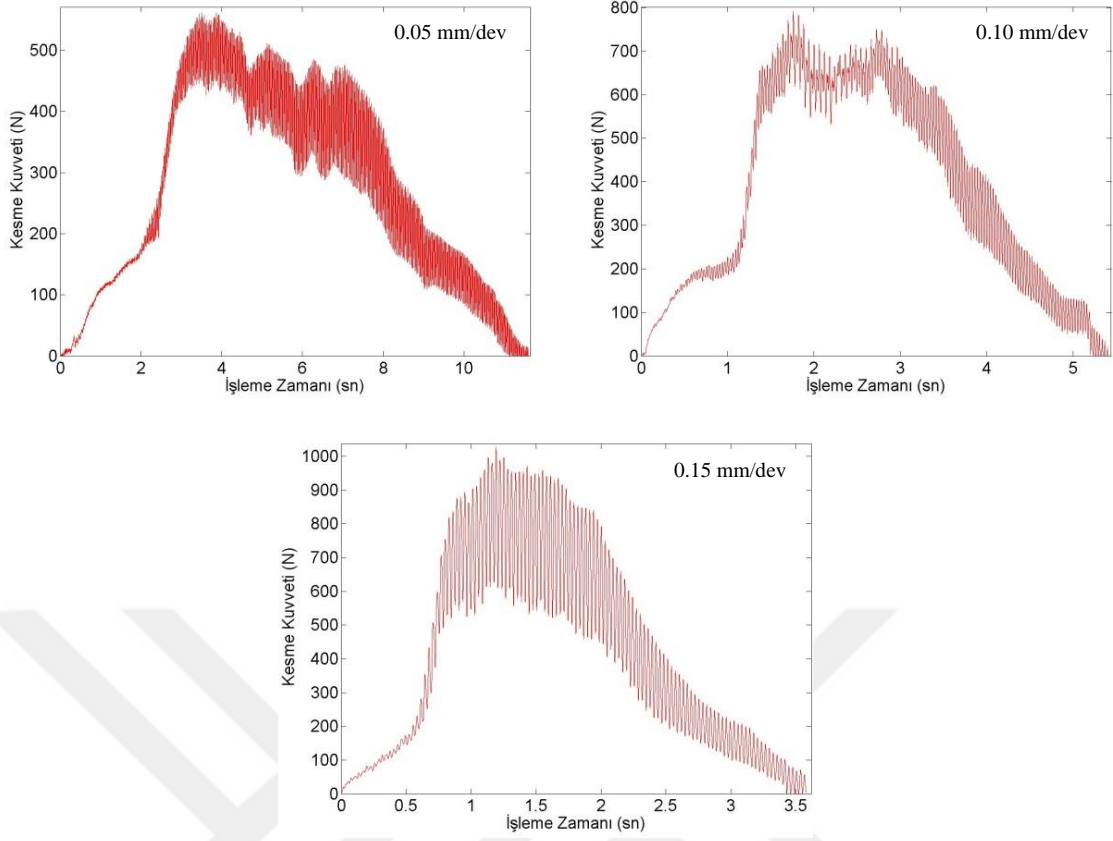 0.05 mm/dev
Kesme Kuvveti (N)
500
400
300
200
100
0
0 2 4 6 8 10
İşleme Zamanı (sn)
0.10 mm/dev
Kesme Kuvveti (N)
800
700
600
500
400
300
200
100
0
0 1 2 3 4 5
İşleme Zamanı (sn)
0.15 mm/dev
Kesme Kuvveti (N)
1000
900
800
700
600
500
400
300
200
100
0
0 0.5 1 1.5 2 2.5 3 3.5
İşleme Zamanı (sn)